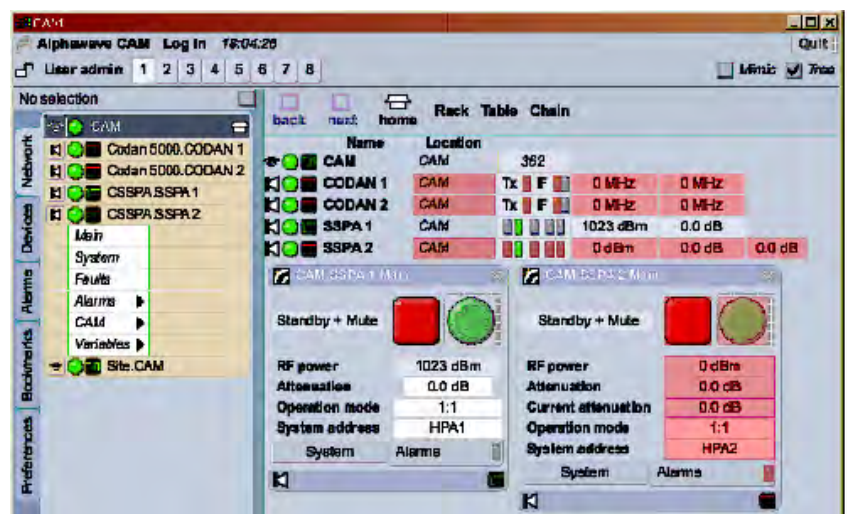 CAM
Alphawave CAM Log In 18:04:26 Quit
User admin 1 2 3 4 5 6 7 8 Mimic Tree
No selection
Network
Devices
Alarms
Bookmarks
Preferences
CAM
Codan 5000.CODAN 1
Codan 5000.CODAN 2
CSSPA.SSPA 1
CSSPA.SSPA 2
Main
System
Faults
Alarms
CAM
Variables
Site.CAM
back next home Rack Table Chain
Name Location
CAM CAM 362
CODAN 1 CAM Tx IF 0 MHz 0 MHz
CODAN 2 CAM Tx IF 0 MHz 0 MHz
SSPA 1 CAM 1023 dBm 0.0 dB
SSPA 2 CAM 0 dBm 0.0 dB 0.0 dB
CAM SSPA 1 Main
Standby + Mute
RF power 1023 dBm
Attenuation 0.0 dB
Operation mode 1:1
System address HPA1
System Alarms
CAM SSPA 2 Main
Standby + Mute
RF power 0 dBm
Attenuation 0.0 dB
Current attenuation 0.0 dB
Operation mode 1:1
System address HPA2
System Alarms